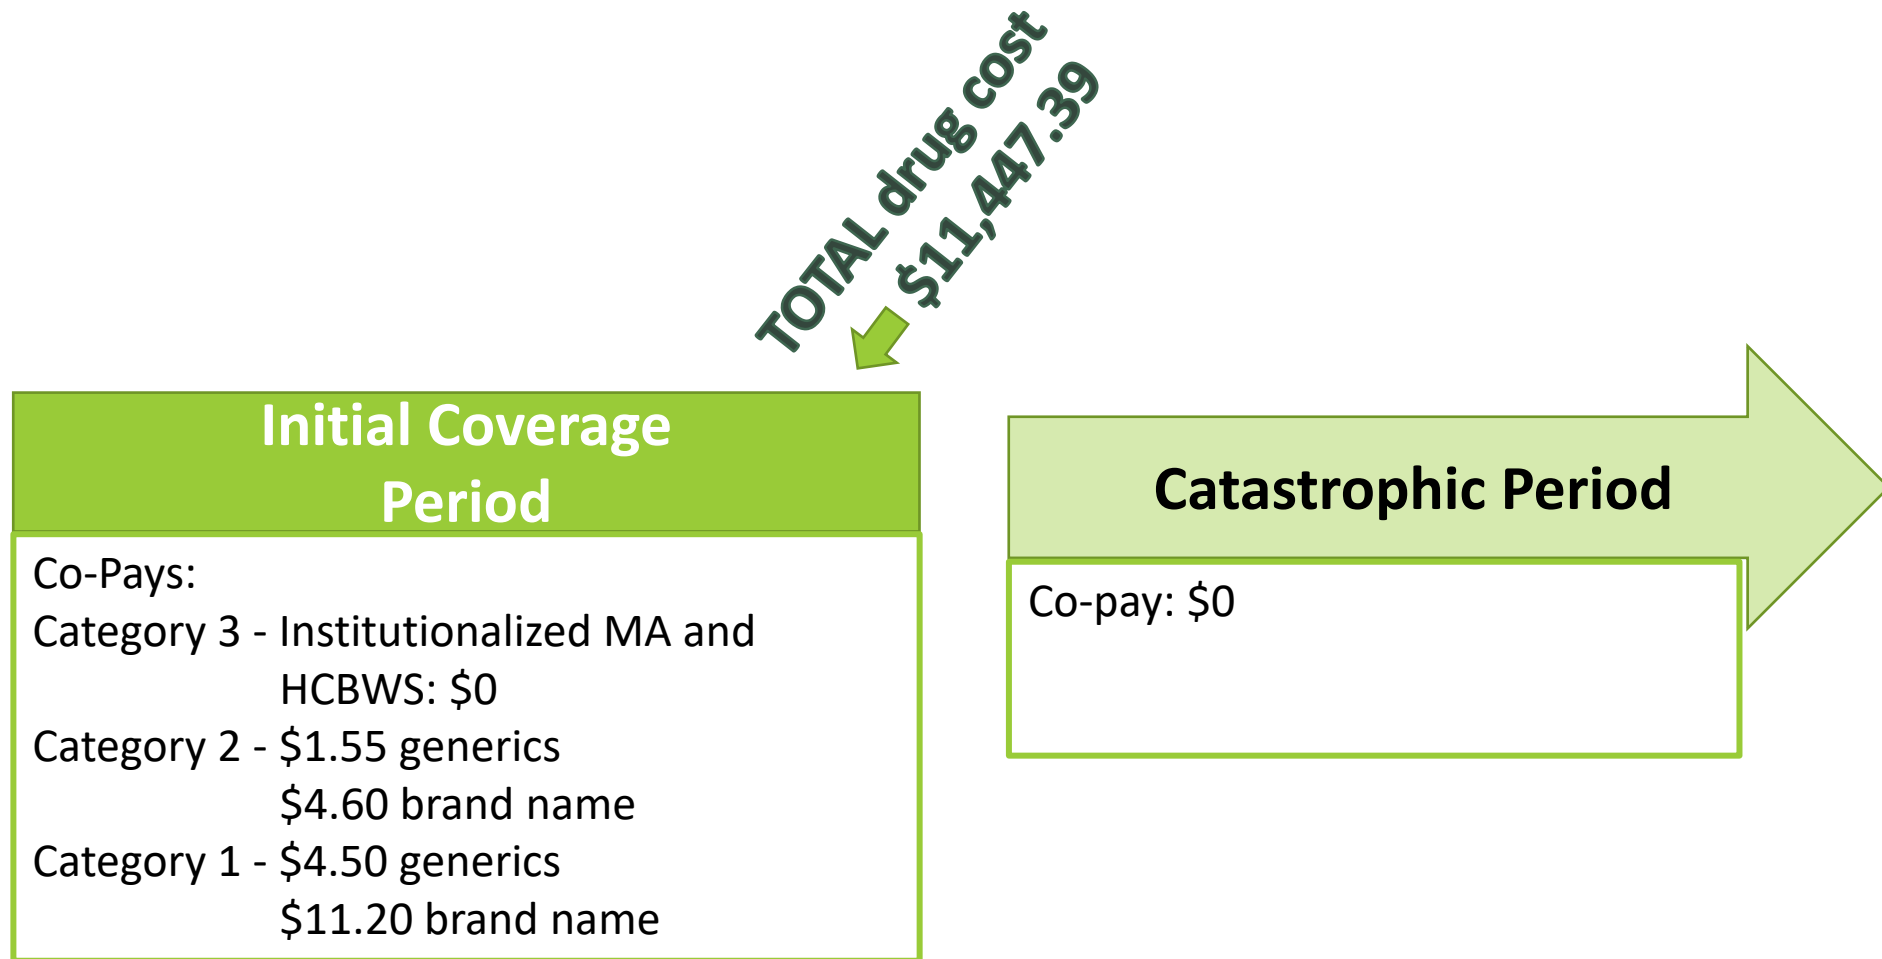 TOTAL drug cost
$11,447.39
Initial Coverage
Period
Co-Pays:
Category 3 - Institutionalized MA and
HCBWS: $0
Category 2 - $1.55 generics
$4.60 brand name
Category 1 - $4.50 generics
$11.20 brand name
Catastrophic Period
Co-pay: $0